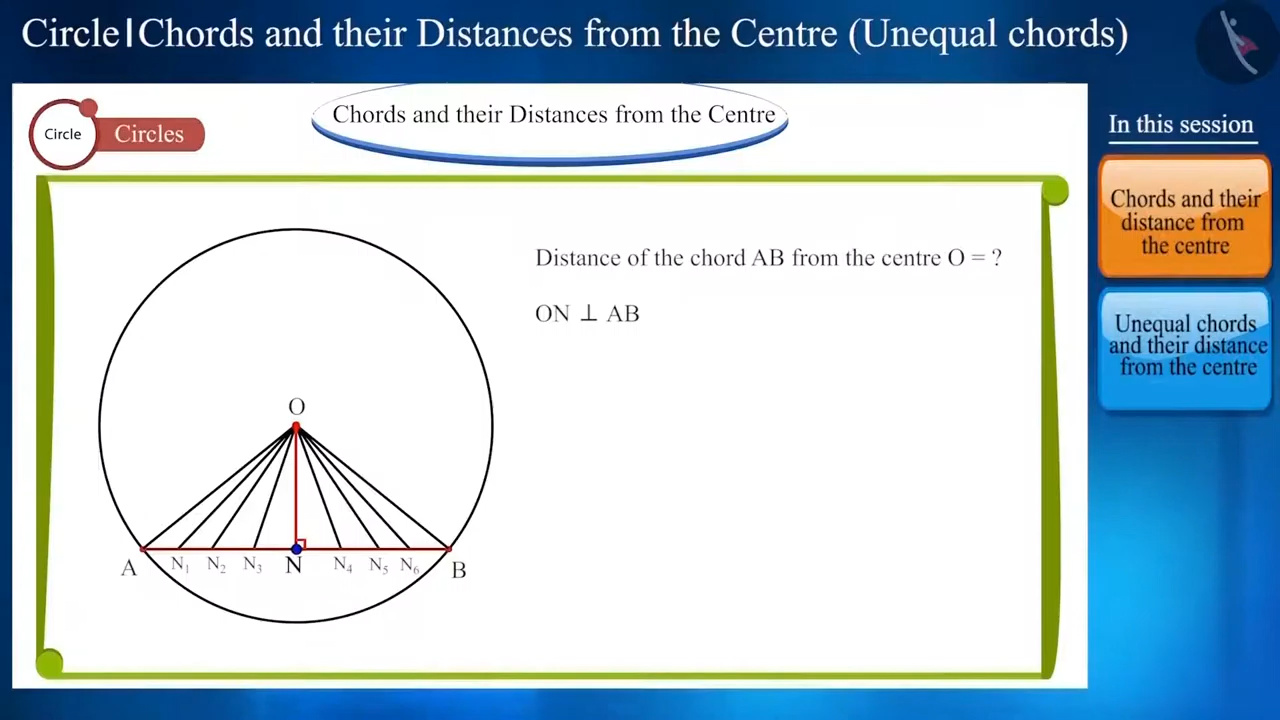 Circle|Chords and their Distances from the Centre (Unequal chords)
Chords and their Distances from the Centre
Circle
Circles
In this session
Chords and their
distance from
the centre
Unequal chords
and their distance
from the centre
Distance of the chord AB from the centre O = ?
ON ⊥ AB
O
A N₁ N₂ N₃ N N₄ N₅ N₆ B